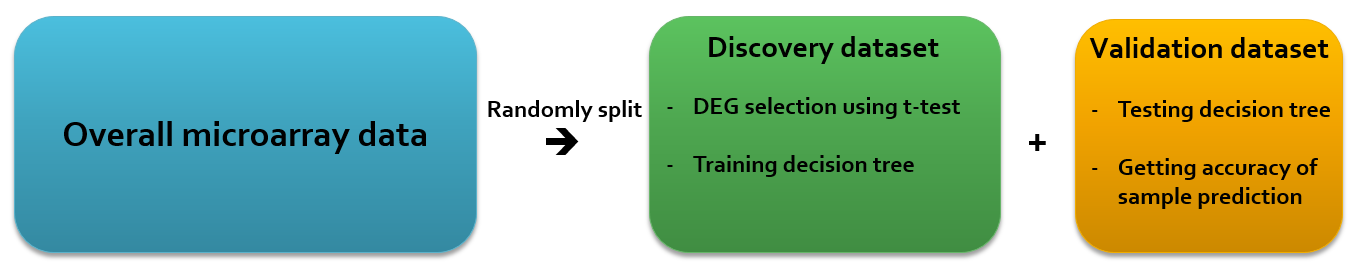 Overall microarray data
Randomly split
➔
Discovery dataset
- DEG selection using t-test
- Training decision tree
+
Validation dataset
- Testing decision tree
- Getting accuracy of
sample prediction